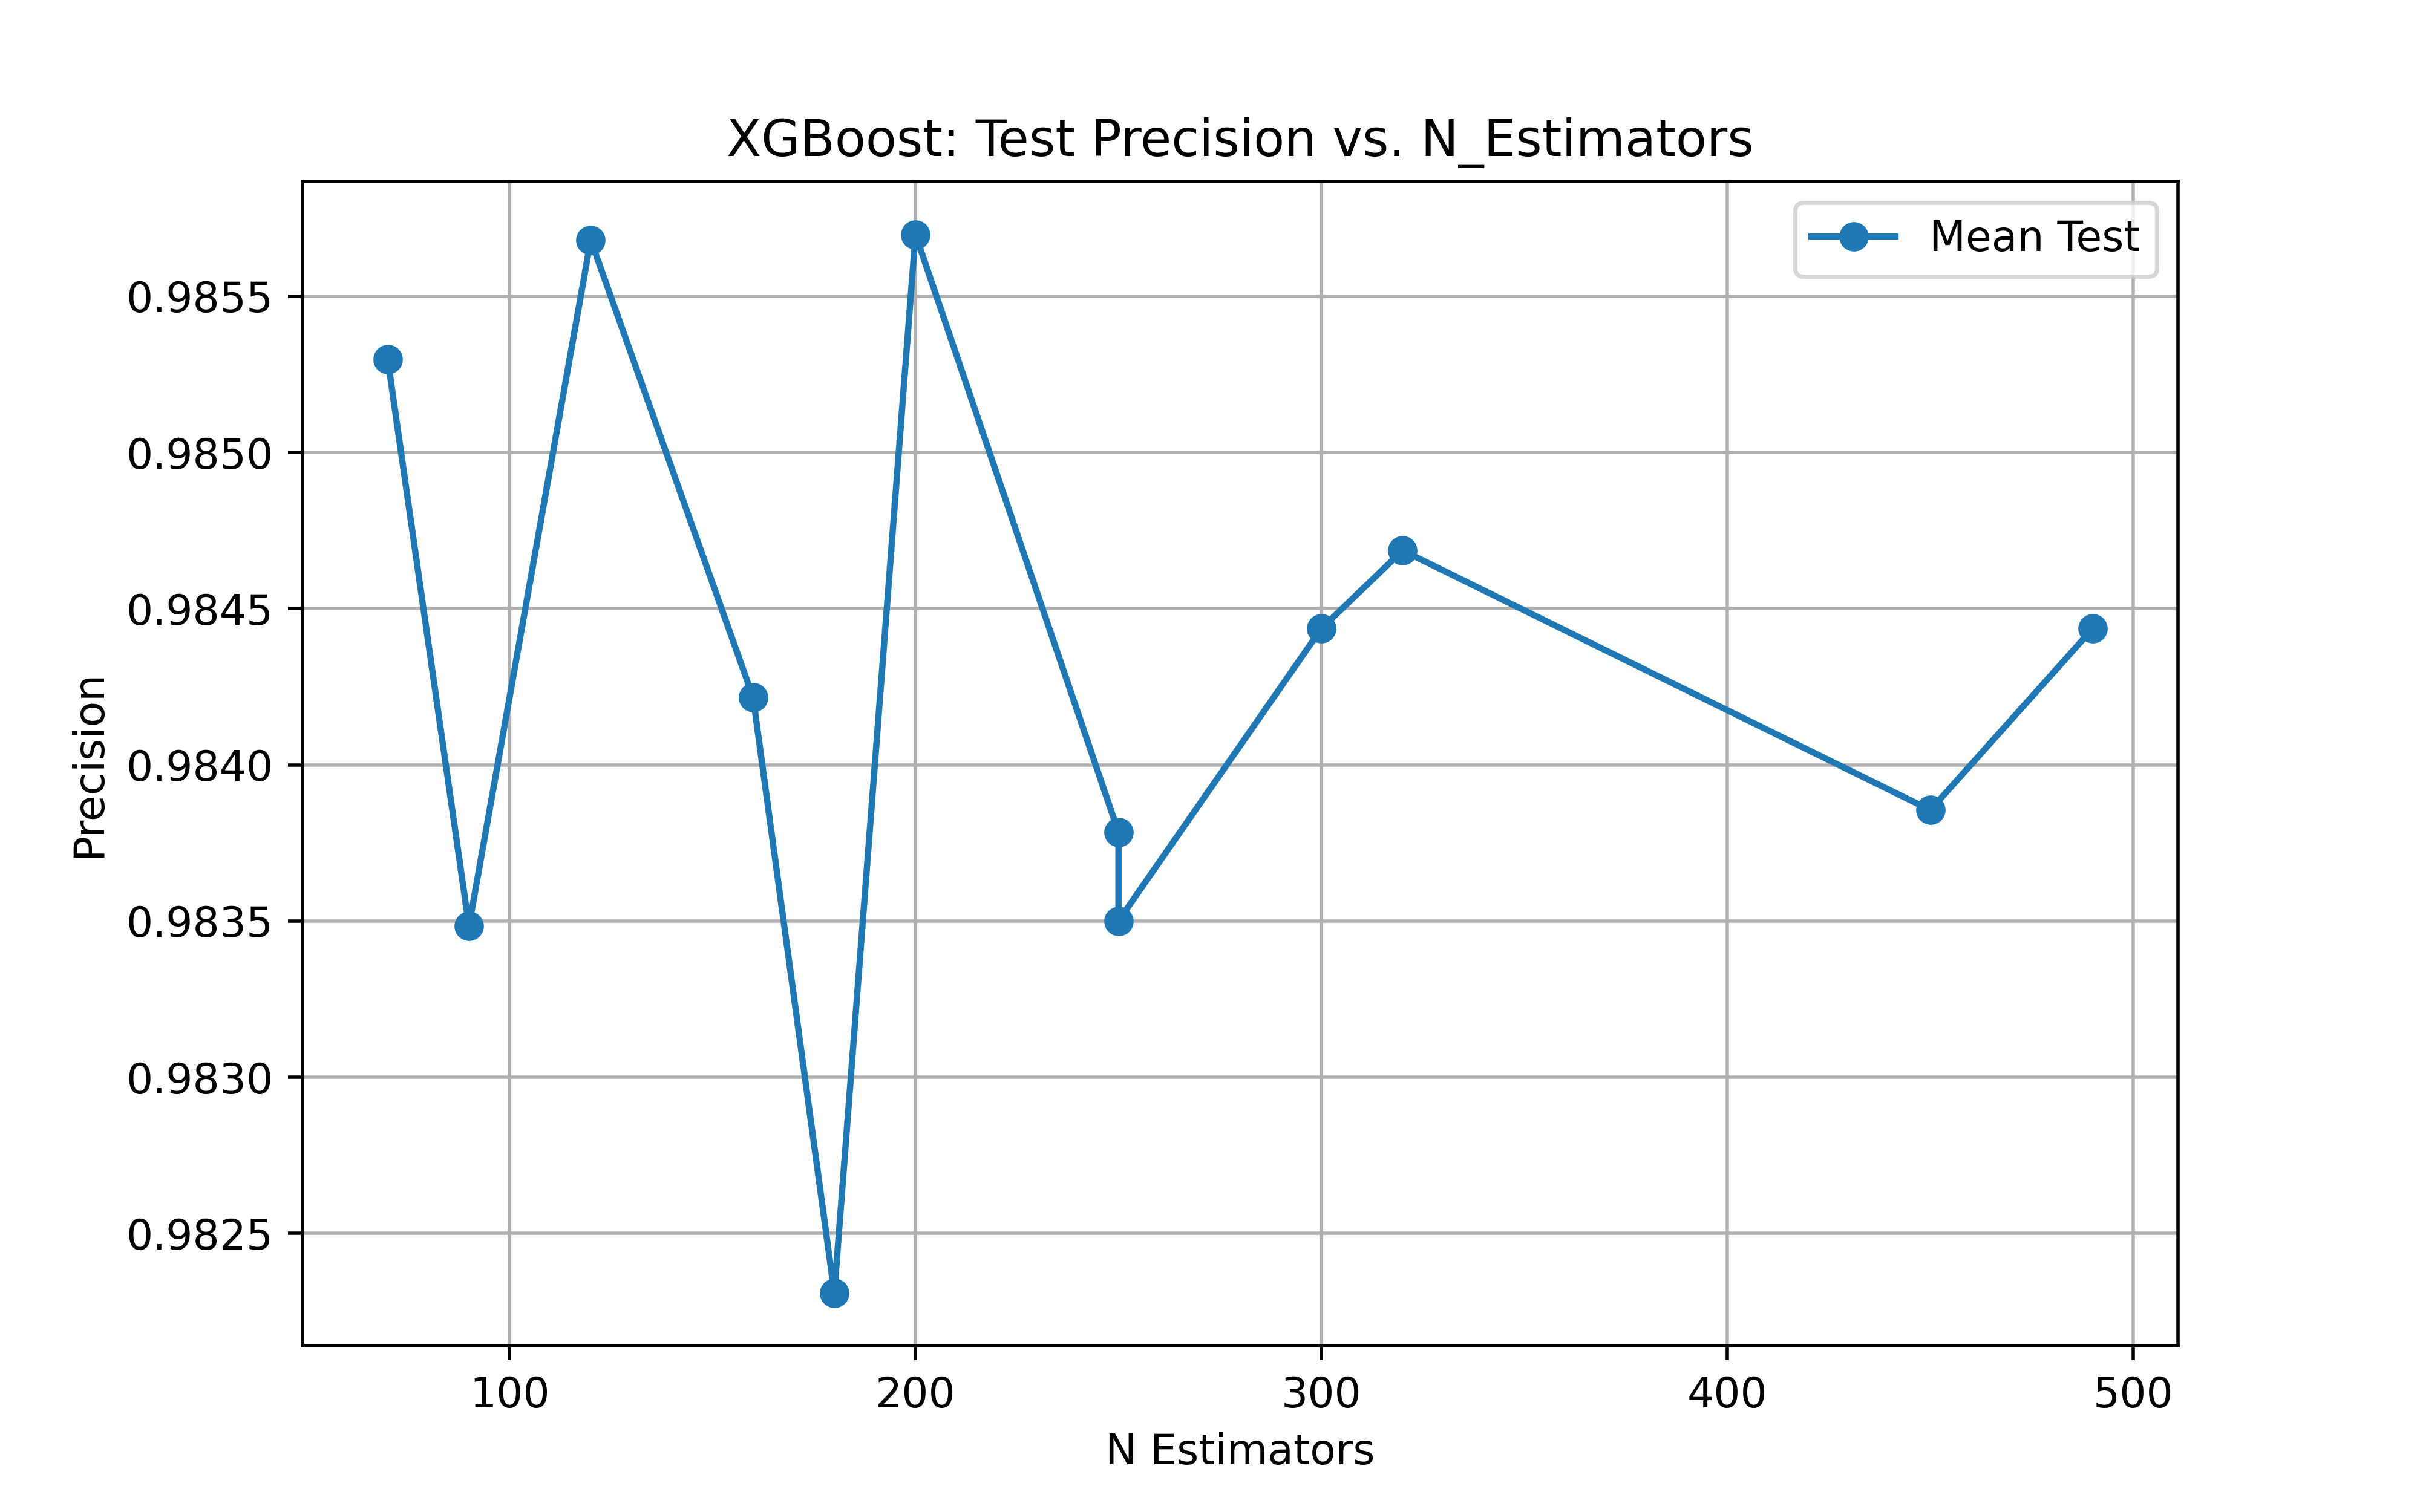 XGBoost: Test Precision vs. N_Estimators
Mean Test
Precision
0.9855
0.9850
0.9845
0.9840
0.9835
0.9830
0.9825
100 200 300 400 500
N Estimators